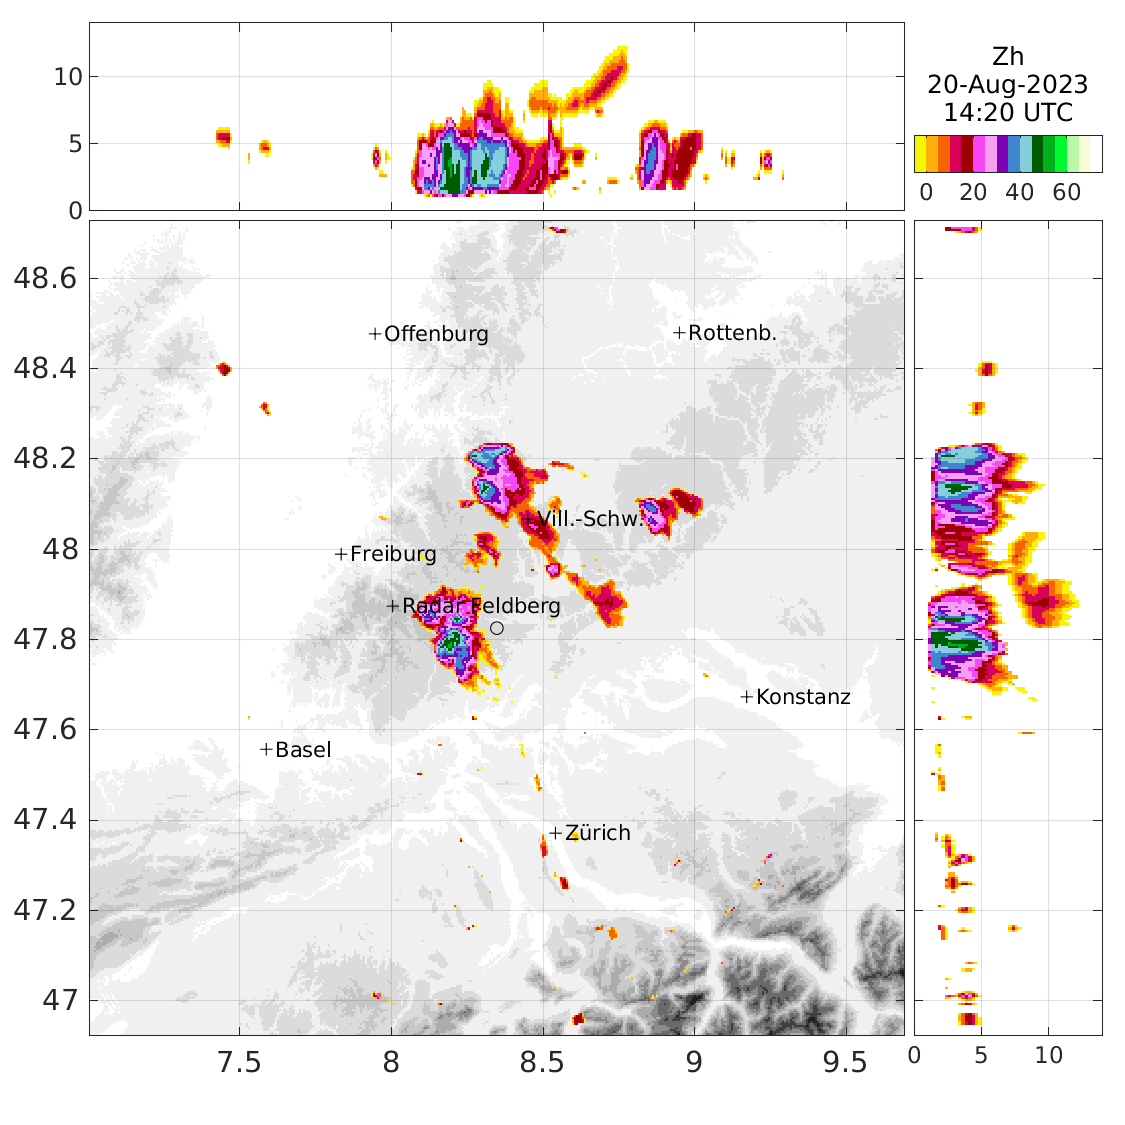 Zh
20-Aug-2023
14:20 UTC
0 20 40 60
10
5
0
48.6
48.4
48.2
48
47.8
47.6
47.4
47.2
47
+Offenburg
+Rottenb.
+Vill.-Schw.
+Freiburg
+Radar Feldberg
+Konstanz
+Basel
+Zürich
7.5 8 8.5 9 9.5
0 5 10